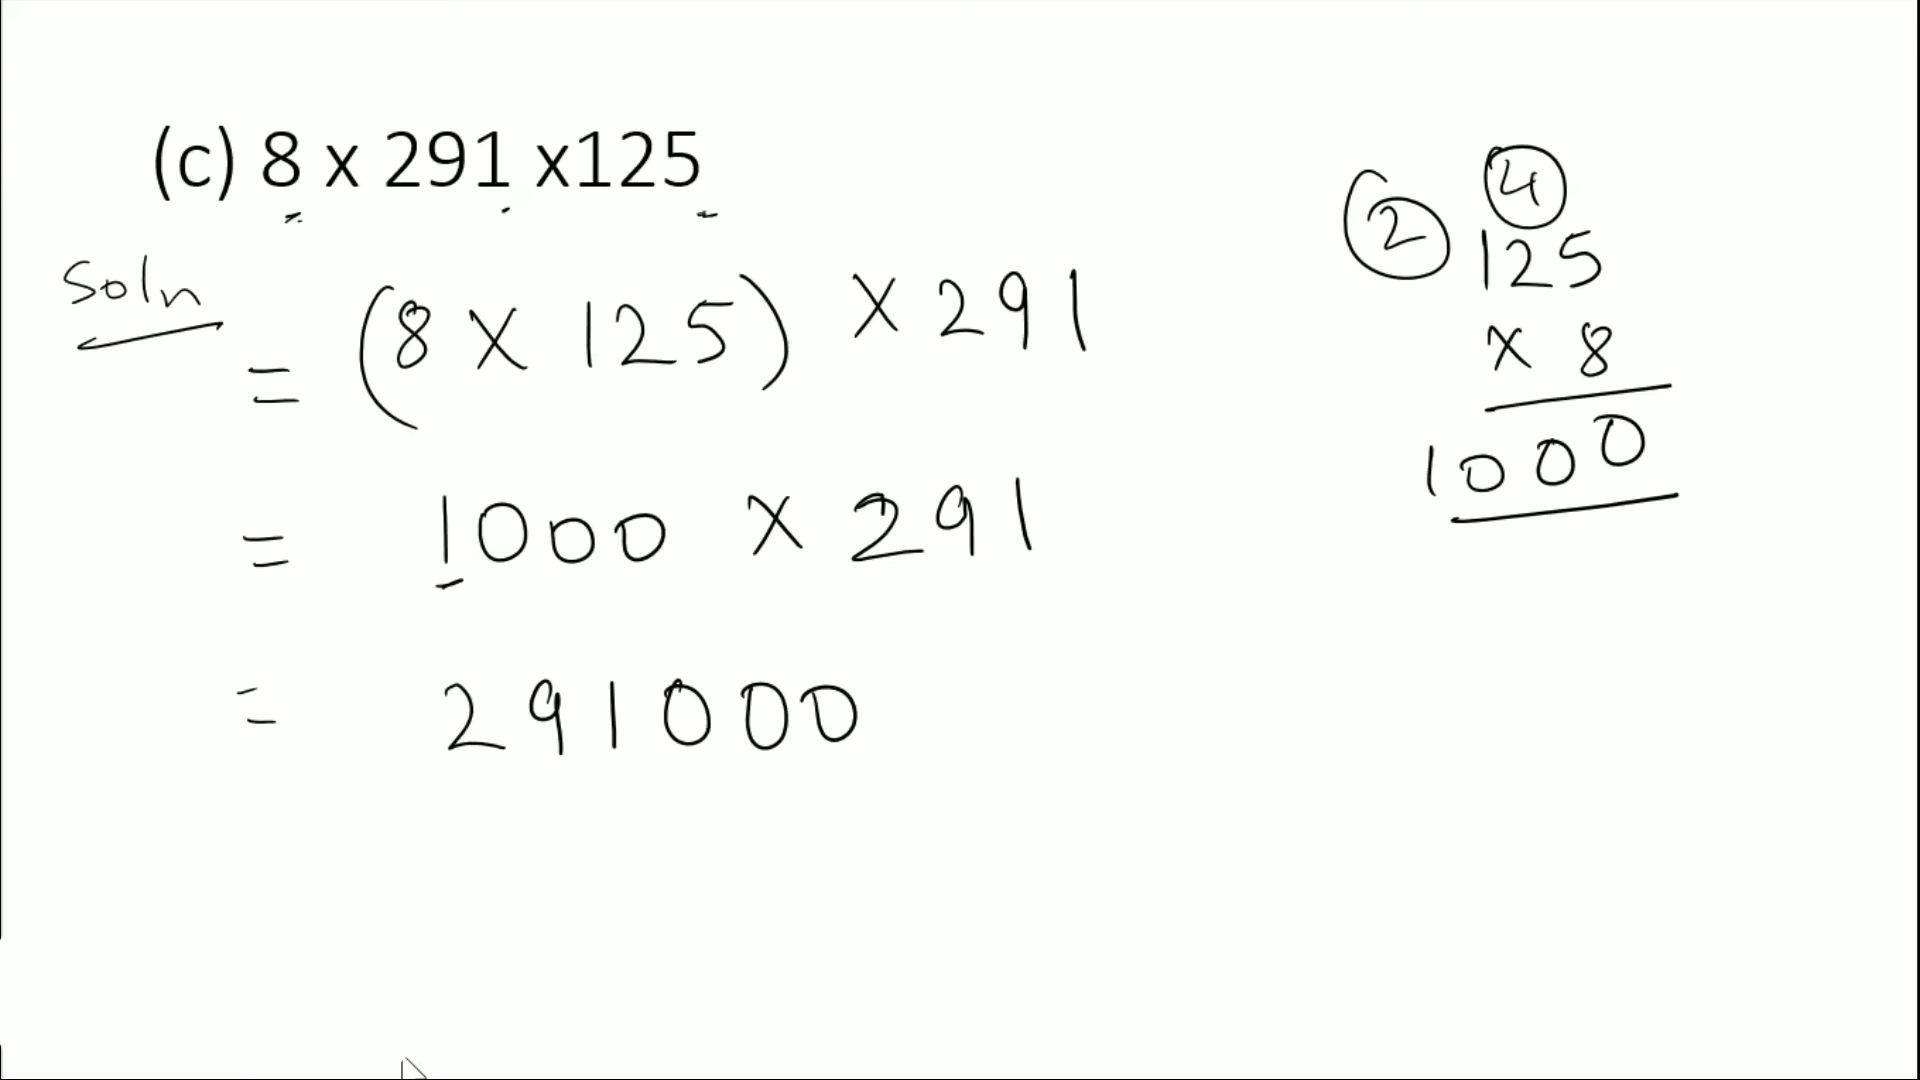 (c) 8 x 291 x125
Soln
= (8 X 125) X 291
= 1000 X 291
= 291000
2 4
125
X 8
1000